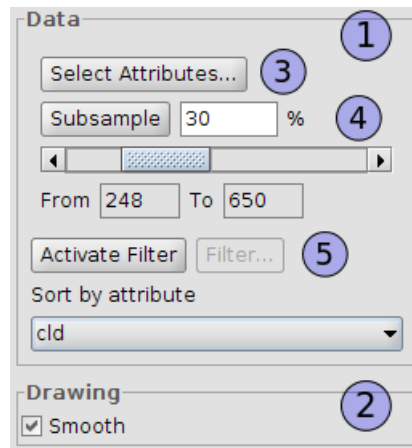 Data 1
Select Attributes... 3
Subsample 30 % 4
From 248 To 650
Activate Filter Filter... 5
Sort by attribute
cld
Drawing 2
Smooth